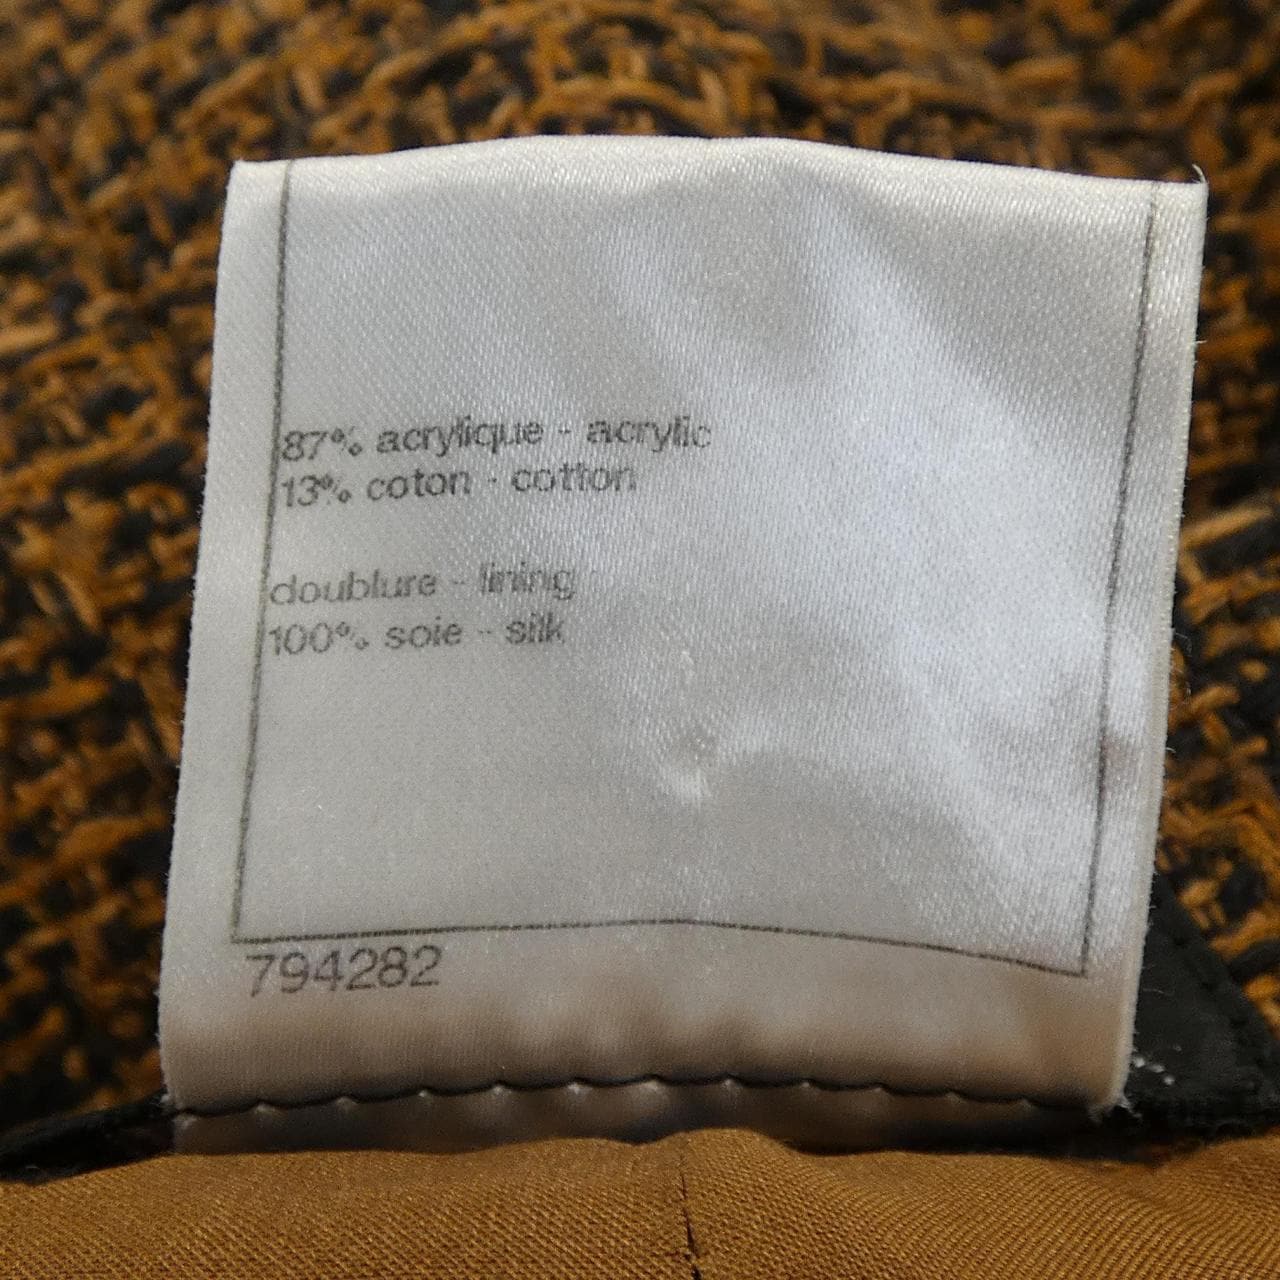 87% acrylique - acrylic
13% coton - cotton
doublure - lining
100% soie - silk
794282